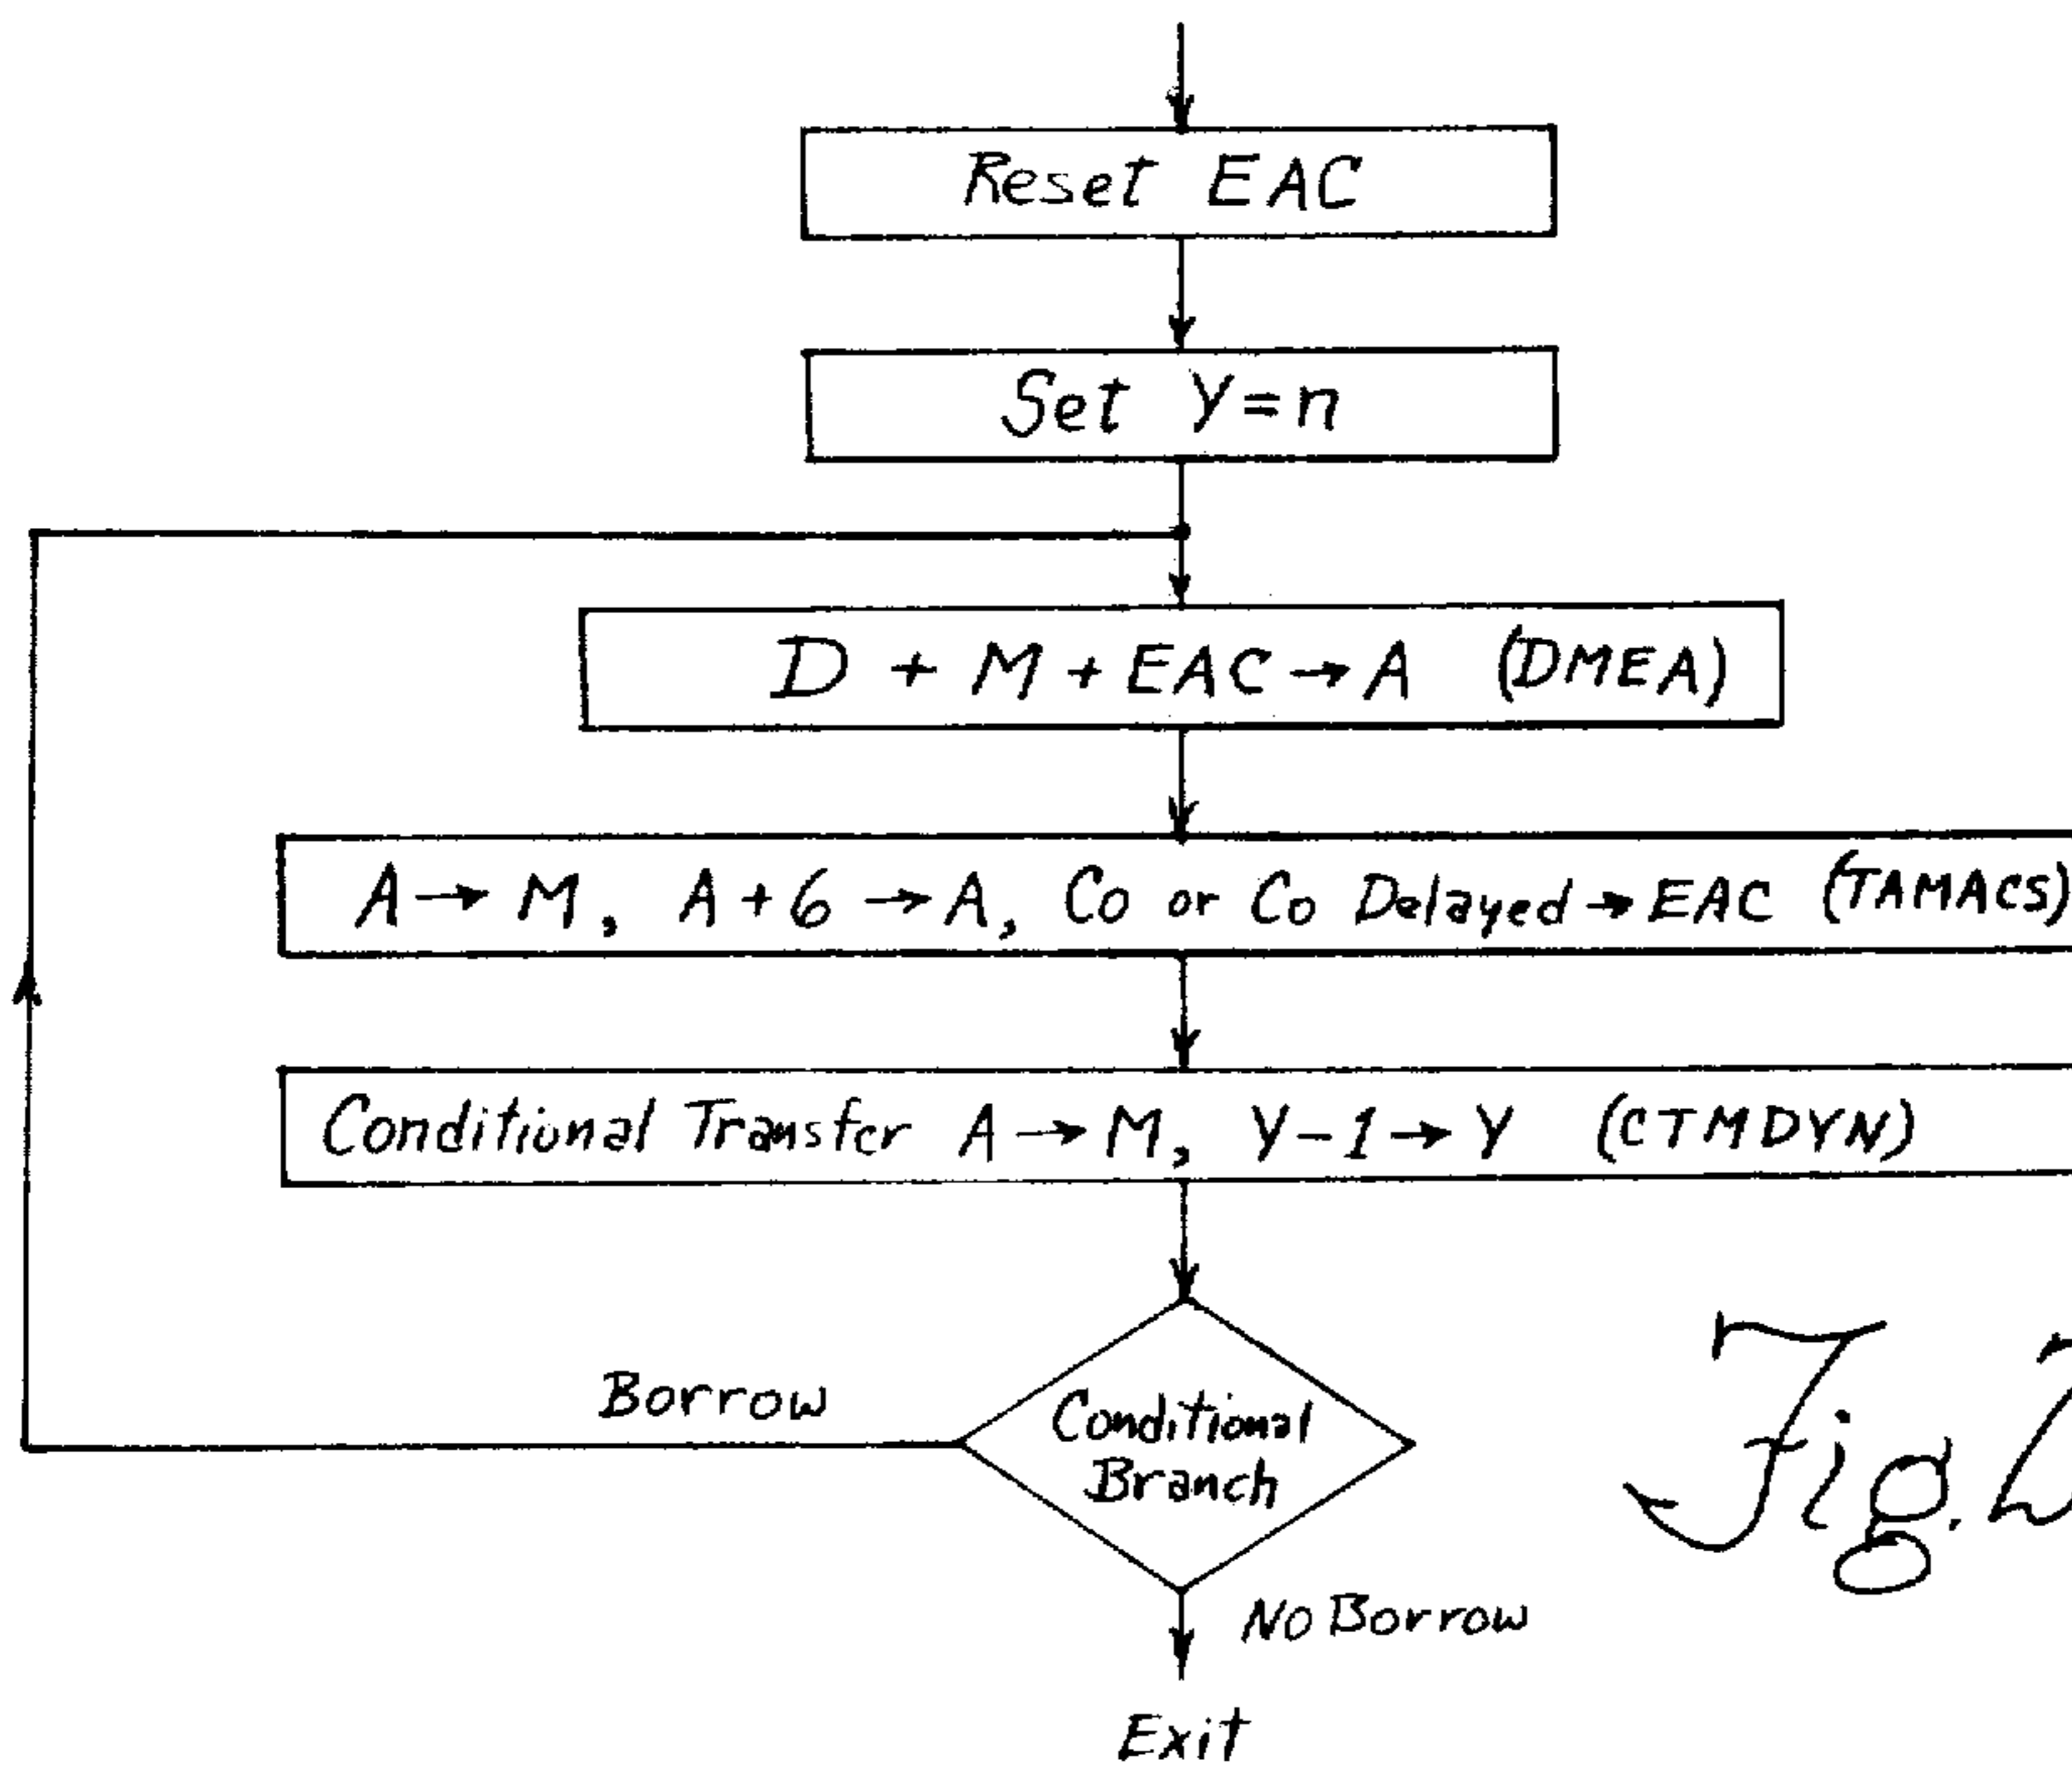 Reset EAC
Set Y=n
D + M + EAC → A (DMEA)
A → M, A + 6 → A, Co or Co Delayed → EAC (TAMACS)
Conditional Transfer A → M, Y-1 → Y (CTMDYN)
Borrow
Conditional
Branch
No Borrow
Exit
Fig.